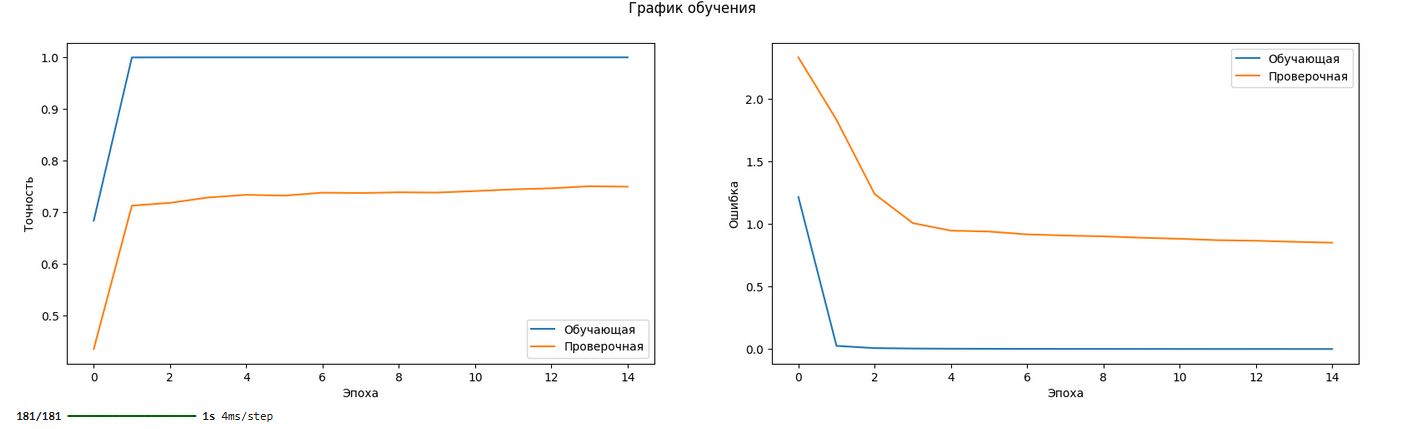 График обучения
1.0
0.9
0.8
0.7
0.6
0.5
Точность
Обучающая
Проверочная
0 2 4 6 8 10 12 14
Эпоха
2.0
1.5
1.0
0.5
0.0
Ошибка
Обучающая
Проверочная
0 2 4 6 8 10 12 14
Эпоха
181/181 1s 4ms/step